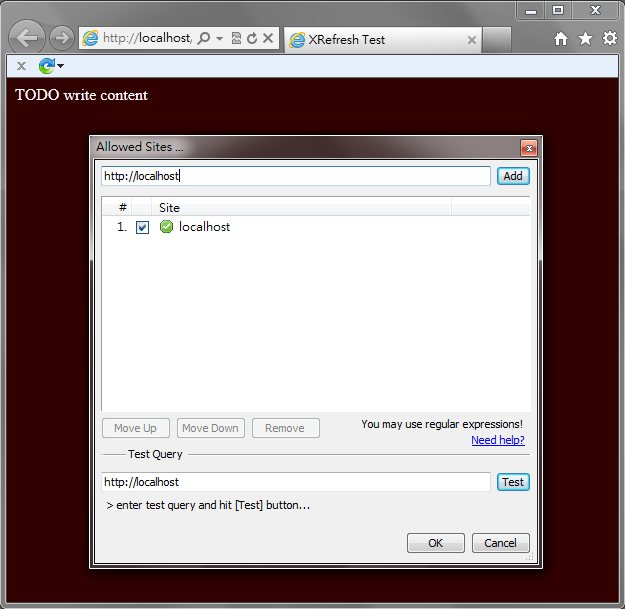 http://localhost/
XRefresh Test
TODO write content
Allowed Sites ...
http://localhost
Add
# Site
1. localhost
Move Up Move Down Remove
You may use regular expressions!
Need help?
Test Query
http://localhost
Test
> enter test query and hit [Test] button...
OK Cancel